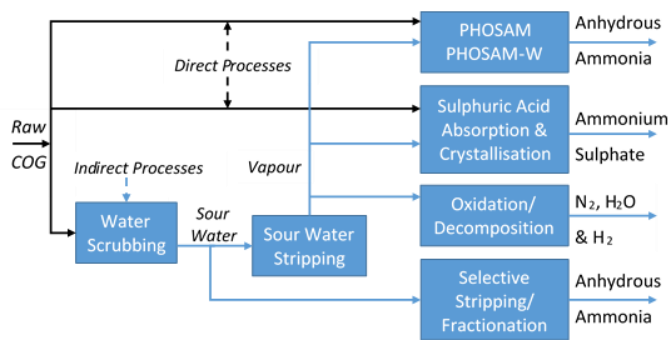 PHOSAM
PHOSAM-W
Anhydrous
Ammonia
Direct Processes
Sulphuric Acid
Absorption &
Crystallisation
Ammonium
Sulphate
Raw
COG
Indirect Processes
Vapour
Water
Scrubbing
Sour
Water
Sour Water
Stripping
Oxidation/
Decomposition
N₂, H₂O
& H₂
Selective
Stripping/
Fractionation
Anhydrous
Ammonia